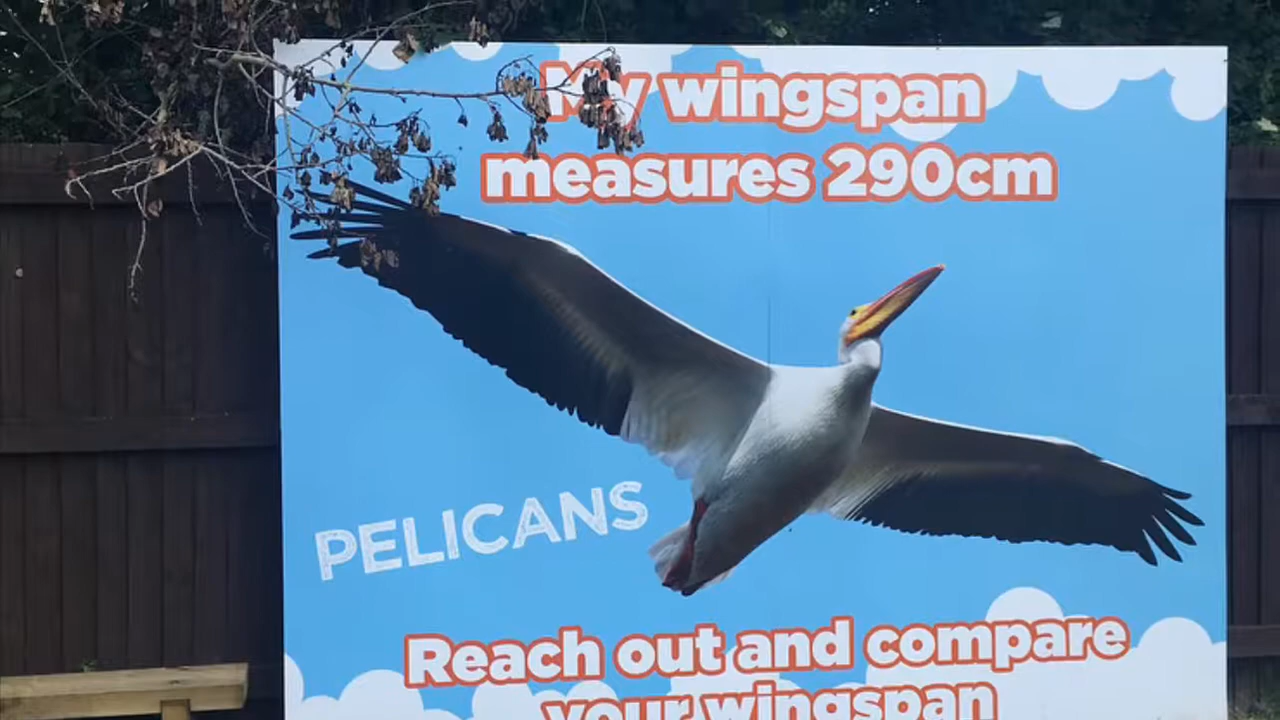 My wingspan
measures 290cm
PELICANS
Reach out and compare
your wingspan